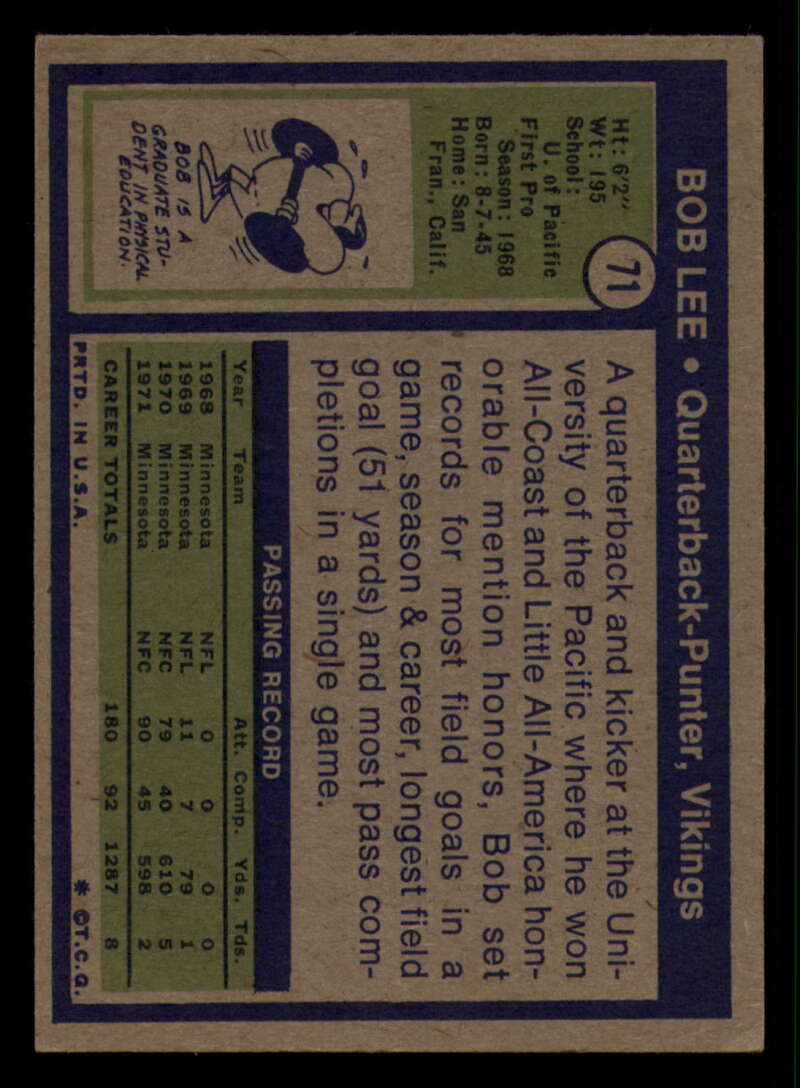 BOB LEE • Quarterback-Punter, Vikings
71
Ht: 6'2"
Wt: 195
School:
U. of Pacific
First Pro
Season: 1968
Born: 8-7-45
Home: San
Fran., Calif.
BOB IS A
GRADUATE STU-
DENT IN PHYSICAL
EDUCATION.
A quarterback and kicker at the Uni-
versity of the Pacific where he won
All-Coast and Little All-America hon-
orable mention honors, Bob set
records for most field goals in a
game, season & career, longest field
goal (51 yards) and most pass com-
pletions in a single game.
PASSING RECORD
Year Team Att. Comp. Yds. Tds.
1968 Minnesota NFL 0 0 0 0
1969 Minnesota NFL 11 7 79 1
1970 Minnesota NFC 79 40 610 5
1971 Minnesota NFC 90 45 598 2
CAREER TOTALS 180 92 1287 8
PRTD. IN U.S.A. * ©T.C.G.